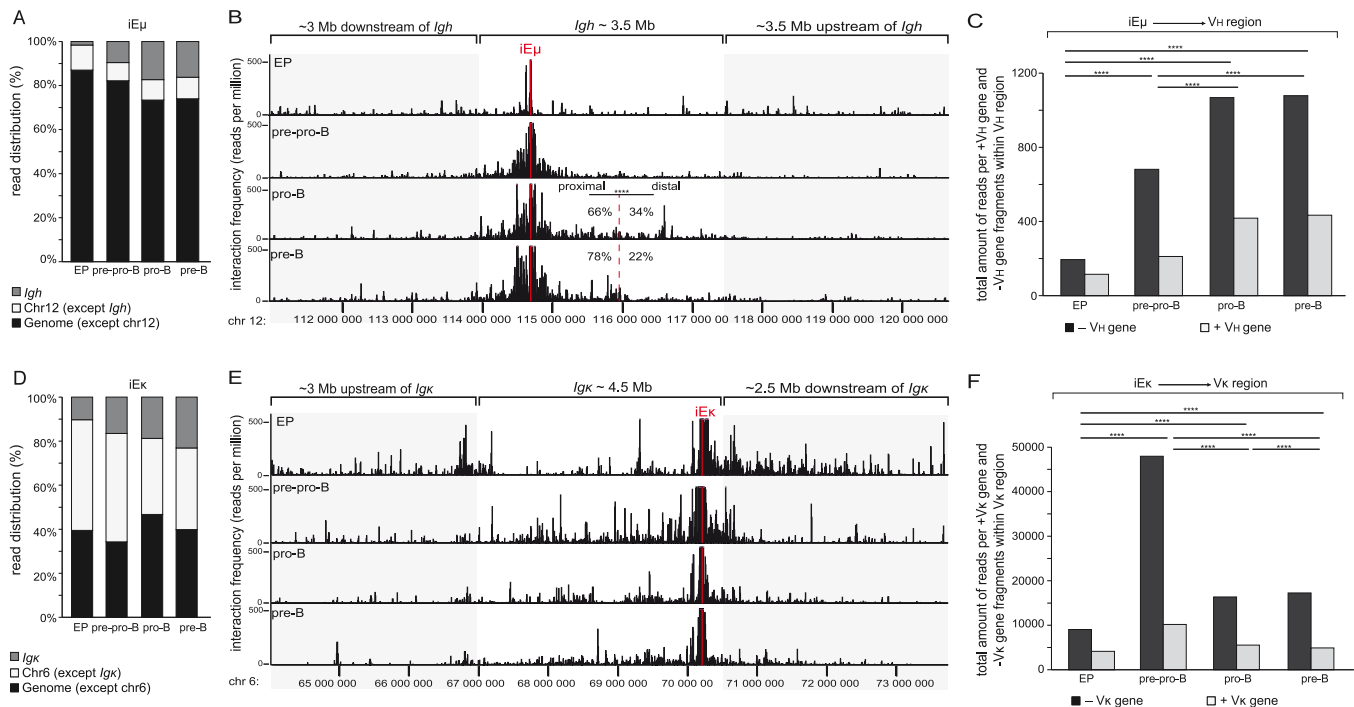 A
iEμ
read distribution (%)
100%
80%
60%
40%
20%
0%
EP pre-pro-B pro-B pre-B
Igh
Chr12 (except Igh)
Genome (except chr12)
B
~3 Mb downstream of Igh
Igh ~ 3.5 Mb
~3.5 Mb upstream of Igh
iEμ
interaction frequency (reads per million)
EP
500
0
pre-pro-B
500
0
pro-B
500
0
proximal **** distal
66% 34%
pre-B
500
0
78% 22%
chr 12: 112 000 000 113 000 000 114 000 000 115 000 000 116 000 000 117 000 000 118 000 000 119 000 000 120 000 000
C
iEμ VH region
****
****
**** ****
****
total amount of reads per +VH gene and
-VH gene fragments within VH region
1200
800
400
0
EP pre-pro-B pro-B pre-B
– VH gene + VH gene
D
iEκ
read distribution (%)
100%
80%
60%
40%
20%
0%
EP pre-pro-B pro-B pre-B
Igκ
Chr6 (except Igκ)
Genome (except chr6)
E
~3 Mb upstream of Igκ
Igκ ~ 4.5 Mb
~2.5 Mb downstream of Igκ
iEκ
interaction frequency (reads per million)
EP
500
0
pre-pro-B
500
0
pro-B
500
0
pre-B
500
0
chr 6: 65 000 000 66 000 000 67 000 000 68 000 000 69 000 000 70 000 000 71 000 000 72 000 000 73 000 000
F
iEκ Vκ region
****
****
**** ****
**** ****
total amount of reads per +Vκ gene and
-Vκ gene fragments within Vκ region
50000
40000
30000
20000
10000
0
EP pre-pro-B pro-B pre-B
– Vκ gene + Vκ gene